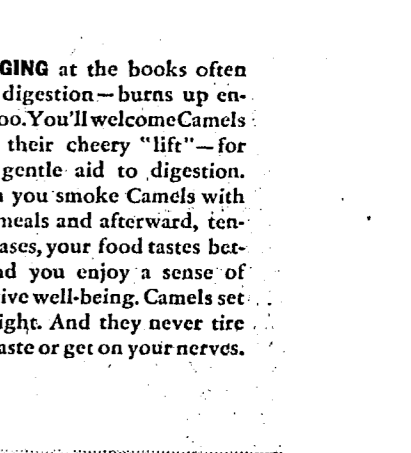 GING at the books often
digestion—burns up en-
oo. You'll welcome Camels
their cheery "lift"—for
gentle aid to digestion.
you smoke Camels with
meals and afterward, ten-
ases, your food tastes bet-
d you enjoy a sense of
ive well-being. Camels set
ight. And they never tire
aste or get on your nerves.